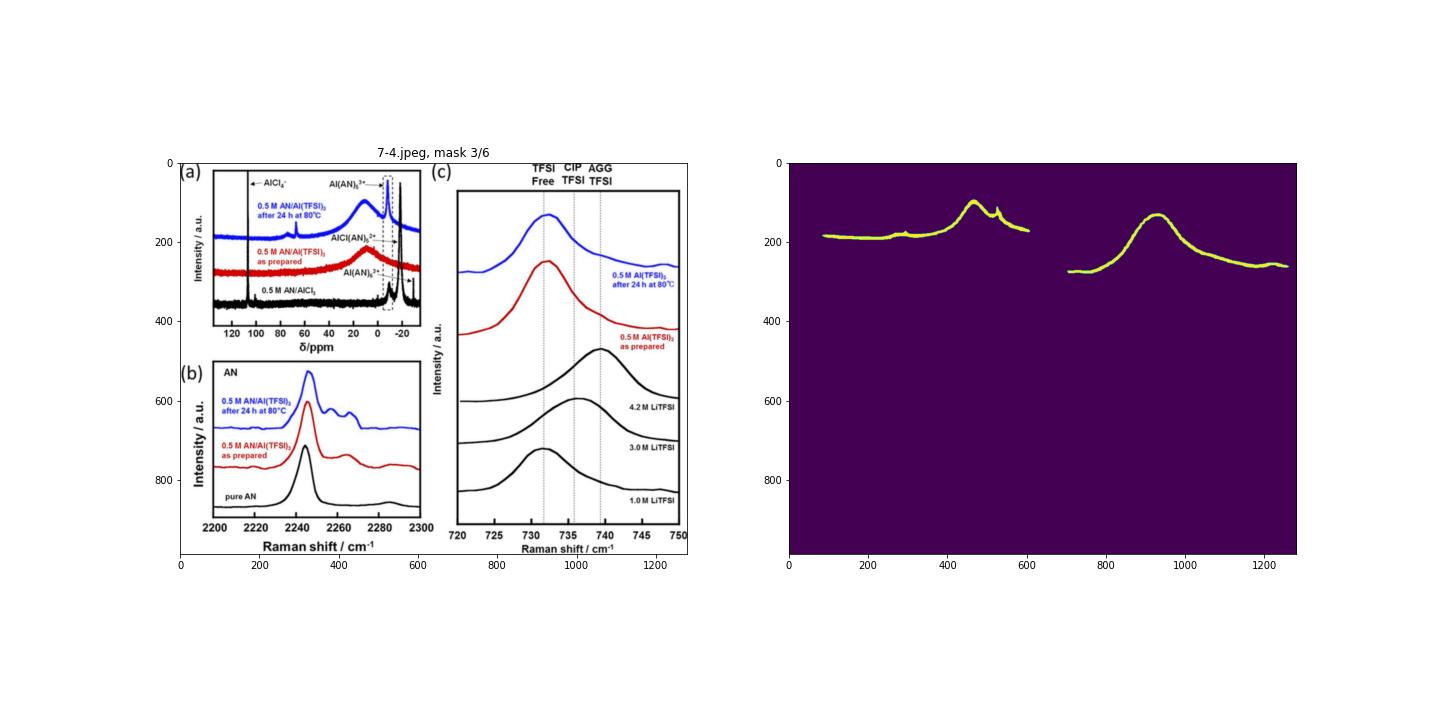 7-4.jpeg, mask 3/6
0
200
400
600
800
0 200 400 600 800 1000 1200
(a)
Intensity / a.u.
AlCl₄⁻
Al(AN)₆³⁺
0.5 M AN/Al(TFSI)₃
after 24 h at 80℃
AlCl(AN)₅²⁺
0.5 M AN/Al(TFSI)₃
as prepared
Al(AN)₆³⁺
0.5 M AN/AlCl₃
120 100 80 60 40 20 0 -20
δ/ppm
(b)
Intensity / a.u.
AN
0.5 M AN/Al(TFSI)₃
after 24 h at 80°C
0.5 M AN/Al(TFSI)₃
as prepared
pure AN
2200 2220 2240 2260 2280 2300
Raman shift / cm⁻¹
(c)
TFSI CIP AGG
Free TFSI TFSI
Intensity / a.u.
0.5 M Al(TFSI)₃
after 24 h at 80℃
0.5 M Al(TFSI)₃
as prepared
4.2 M LiTFSI
3.0 M LiTFSI
1.0 M LiTFSI
720 725 730 735 740 745 750
Raman shift / cm⁻¹
0
200
400
600
800
0 200 400 600 800 1000 1200